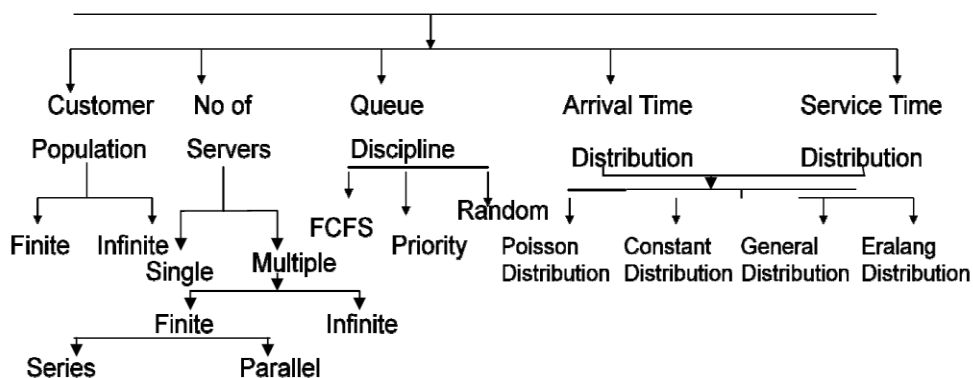 Customer Population
No of Servers
Queue Discipline
Arrival Time Distribution
Service Time Distribution
Finite
Infinite
Single
Multiple
FCFS
Priority
Random
Poisson Distribution
Constant Distribution
General Distribution
Eralang Distribution
Finite
Infinite
Series
Parallel